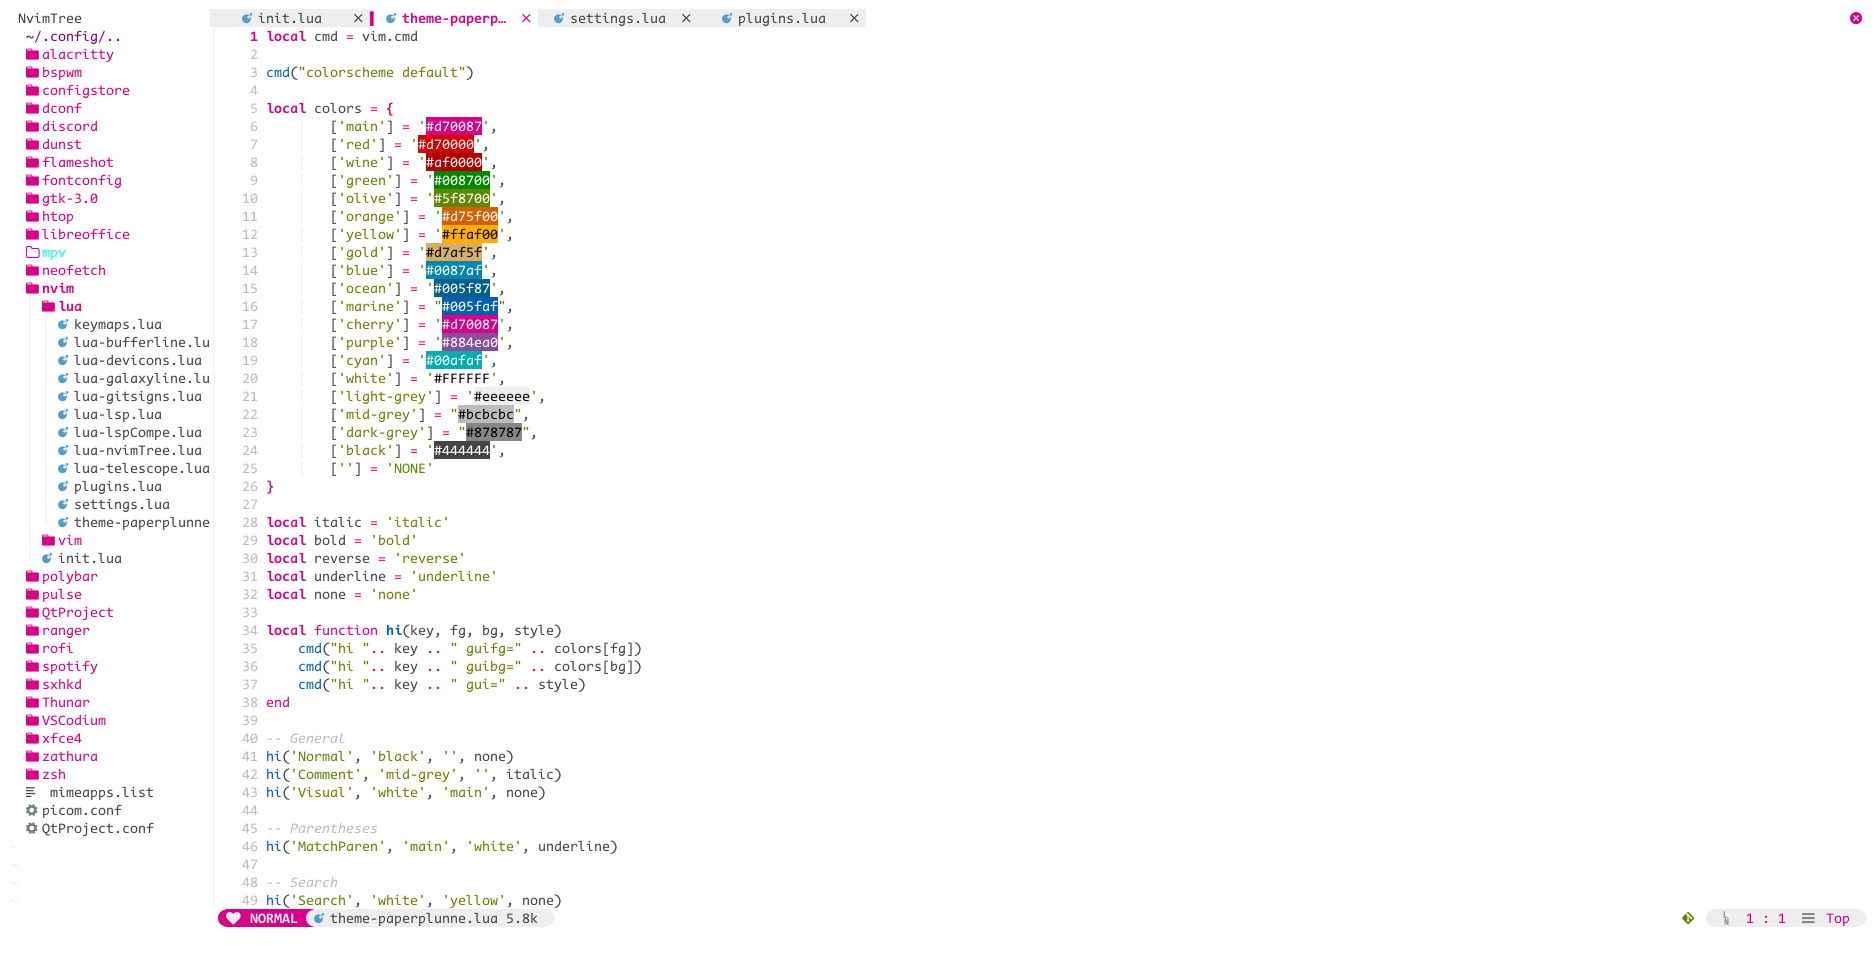 NvimTree
~/.config/..
alacritty
bspwm
configstore
dconf
discord
dunst
flameshot
fontconfig
gtk-3.0
htop
libreoffice
mpv
neofetch
nvim
lua
keymaps.lua
lua-bufferline.lu
lua-devicons.lua
lua-galaxyline.lu
lua-gitsigns.lua
lua-lsp.lua
lua-lspCompe.lua
lua-nvimTree.lua
lua-telescope.lua
plugins.lua
settings.lua
theme-paperplunne
vim
init.lua
polybar
pulse
QtProject
ranger
rofi
spotify
sxhkd
Thunar
VSCodium
xfce4
zathura
zsh
mimeapps.list
picom.conf
QtProject.conf
~
~
~
~
init.lua × theme-paperp… × settings.lua × plugins.lua ×
1 local cmd = vim.cmd
2
3 cmd("colorscheme default")
4
5 local colors = {
6 ['main'] = '#d70087',
7 ['red'] = '#d70000',
8 ['wine'] = '#af0000',
9 ['green'] = '#008700',
10 ['olive'] = '#5f8700',
11 ['orange'] = '#d75f00',
12 ['yellow'] = '#ffaf00',
13 ['gold'] = '#d7af5f',
14 ['blue'] = '#0087af',
15 ['ocean'] = '#005f87',
16 ['marine'] = "#005faf",
17 ['cherry'] = '#d70087',
18 ['purple'] = '#884ea0',
19 ['cyan'] = '#00afaf',
20 ['white'] = '#FFFFFF',
21 ['light-grey'] = '#eeeeee',
22 ['mid-grey'] = "#bcbcbc",
23 ['dark-grey'] = "#878787",
24 ['black'] = '#444444',
25 [''] = 'NONE'
26 }
27
28 local italic = 'italic'
29 local bold = 'bold'
30 local reverse = 'reverse'
31 local underline = 'underline'
32 local none = 'none'
33
34 local function hi(key, fg, bg, style)
35 cmd("hi ".. key .. " guifg=" .. colors[fg])
36 cmd("hi ".. key .. " guibg=" .. colors[bg])
37 cmd("hi ".. key .. " gui=" .. style)
38 end
39
40 -- General
41 hi('Normal', 'black', '', none)
42 hi('Comment', 'mid-grey', '', italic)
43 hi('Visual', 'white', 'main', none)
44
45 -- Parentheses
46 hi('MatchParen', 'main', 'white', underline)
47
48 -- Search
49 hi('Search', 'white', 'yellow', none)
NORMAL theme-paperplunne.lua 5.8k
LN 1 : 1 Top